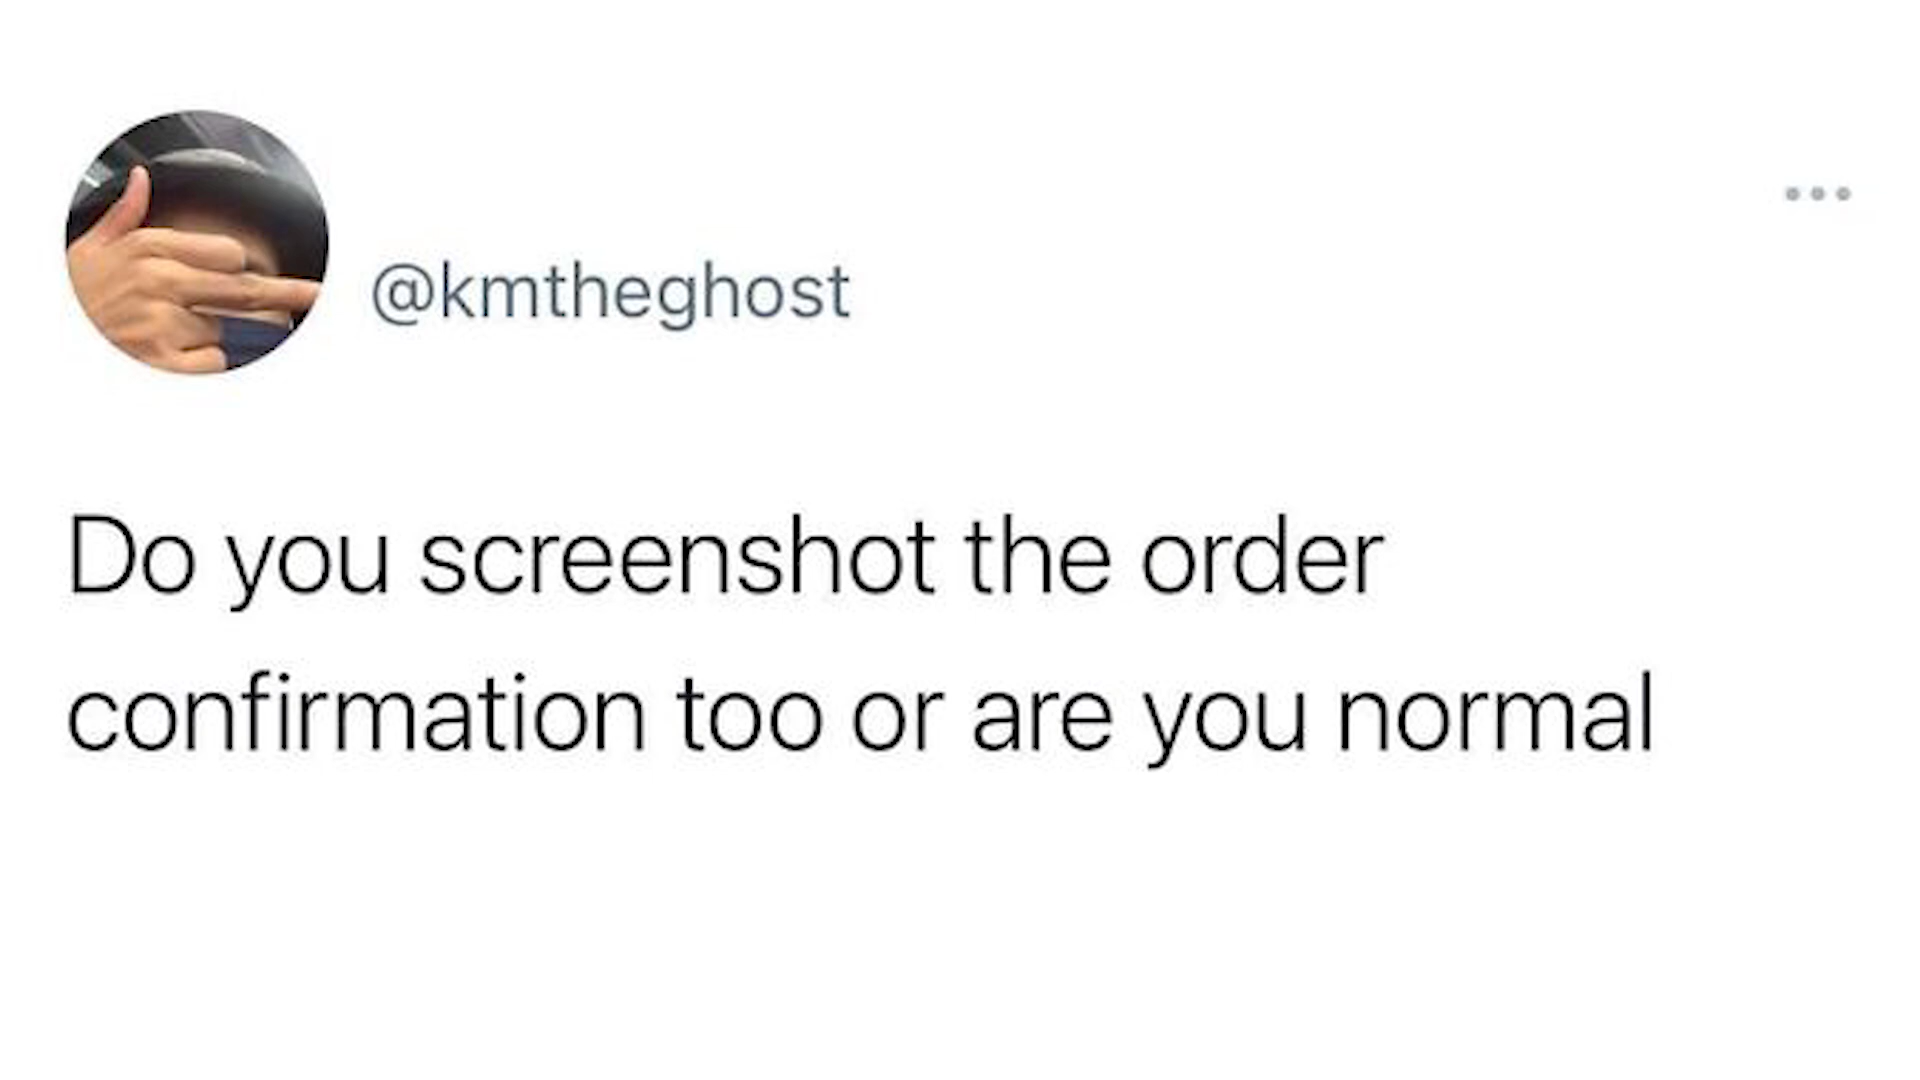 @kmtheghost
Do you screenshot the order
confirmation too or are you normal